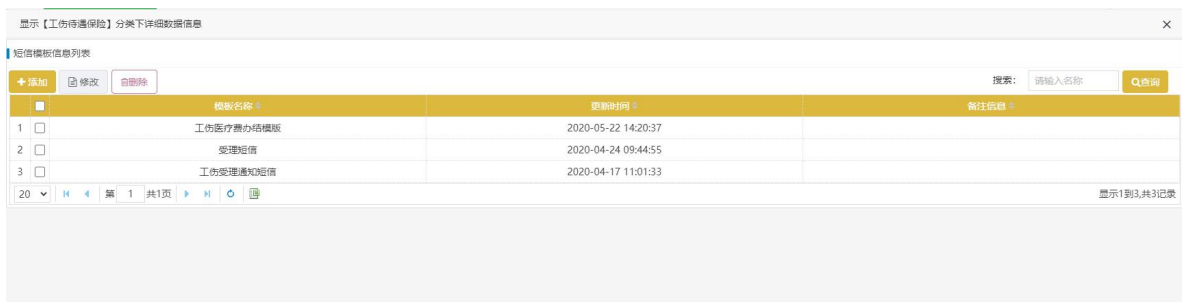 显示【工伤待遇保险】分类下详细数据信息 ×
短信模板信息列表
+添加 修改 删除 搜索： 请输入名称 查询
模板名称 更新时间 备注信息
1 工伤医疗费办结模版 2020-05-22 14:20:37
2 受理短信 2020-04-24 09:44:55
3 工伤受理通知短信 2020-04-17 11:01:33
20 第 1 共1页 显示1到3,共3记录